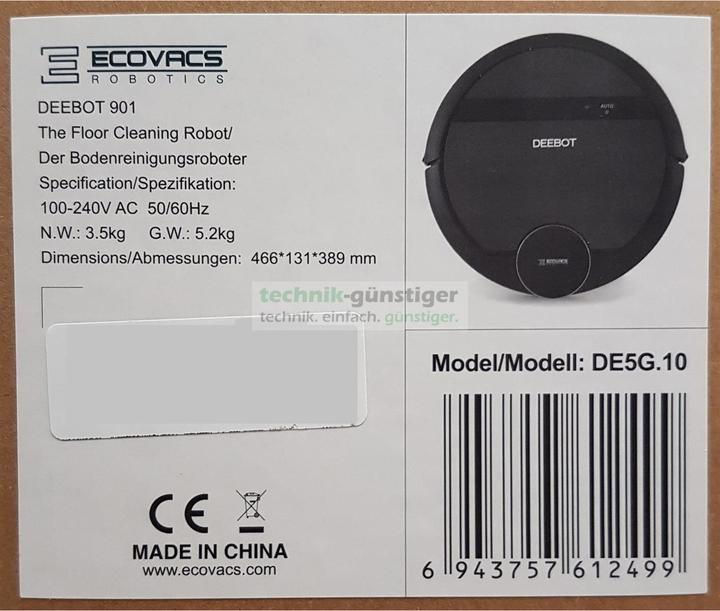 ECOVACS
ROBOTICS
DEEBOT 901
The Floor Cleaning Robot/
Der Bodenreinigungsroboter
Specification/Spezifikation:
100-240V AC 50/60Hz
N.W.: 3.5kg G.W.: 5.2kg
Dimensions/Abmessungen: 466*131*389 mm
technik-günstiger
technik. einfach. günstiger.
CE
MADE IN CHINA
www.ecovacs.com
AUTO
DEEBOT
ECOVACS
Model/Modell: DE5G.10
6 943757 612499